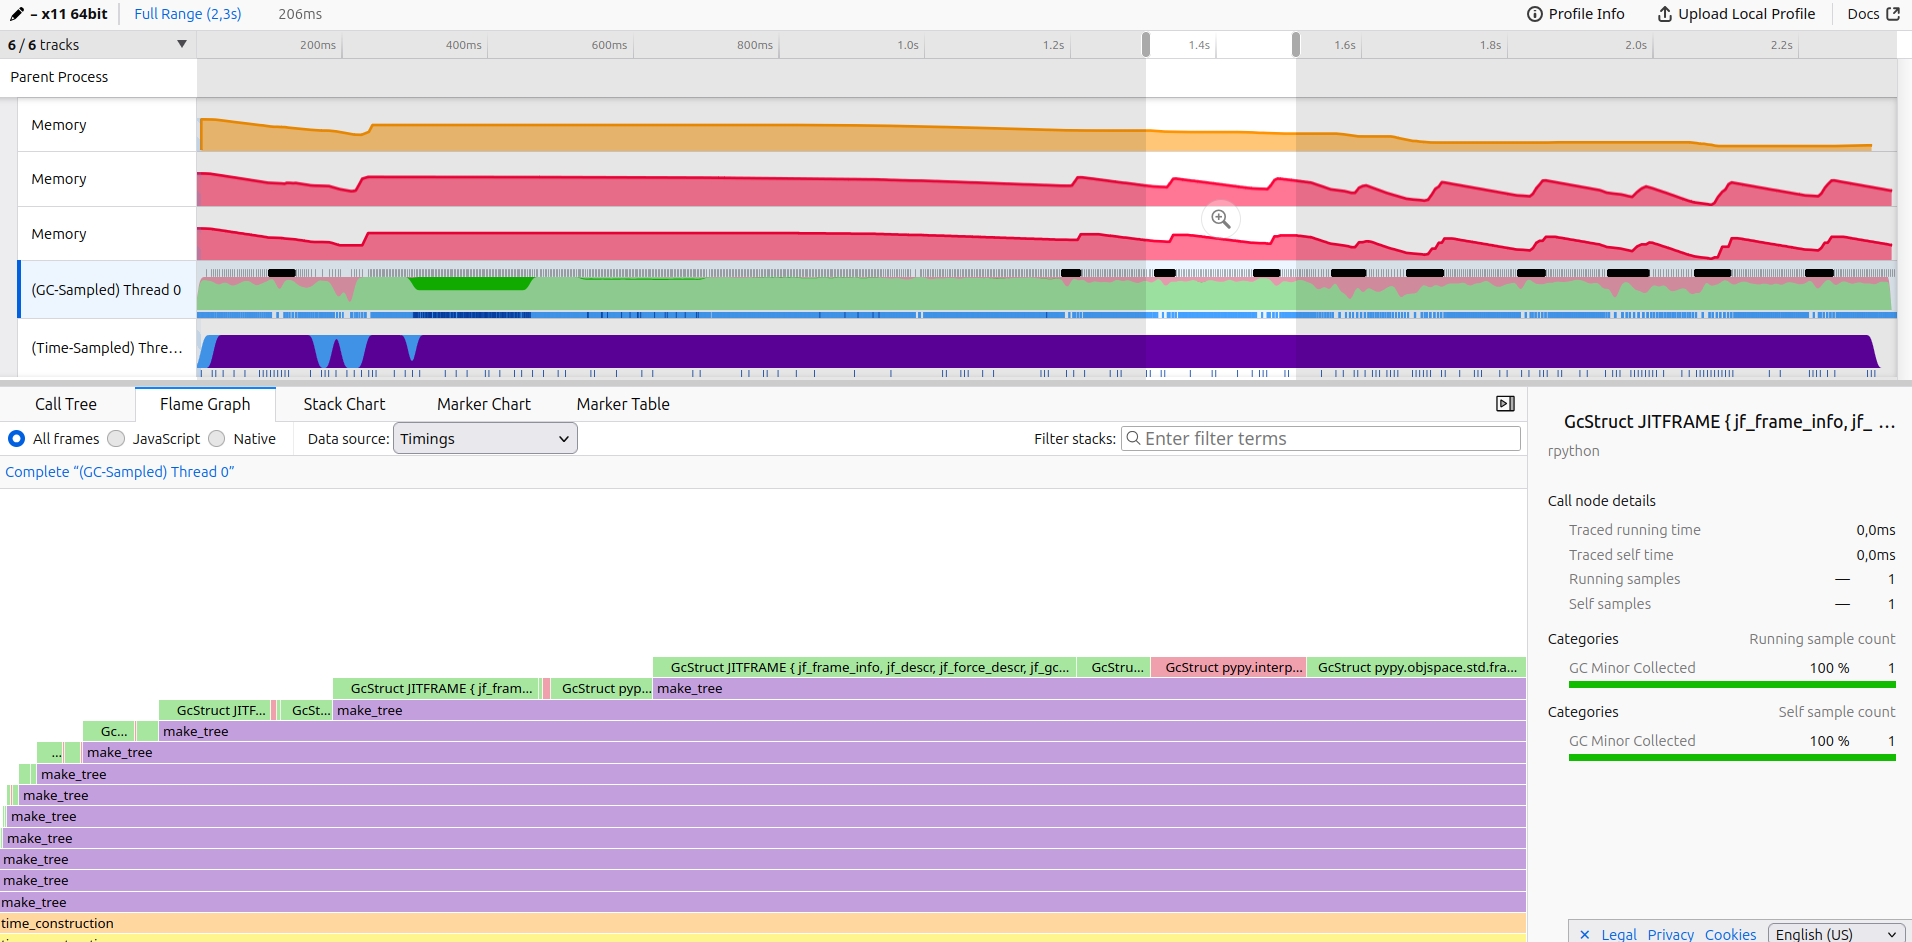 – x11 64bit Full Range (2,3s) 206ms Profile Info Upload Local Profile Docs
6 / 6 tracks 200ms 400ms 600ms 800ms 1.0s 1.2s 1.4s 1.6s 1.8s 2.0s 2.2s
Parent Process
Memory
Memory
Memory
(GC-Sampled) Thread 0
(Time-Sampled) Thre…
Call Tree Flame Graph Stack Chart Marker Chart Marker Table
All frames JavaScript Native Data source: Timings Filter stacks: Enter filter terms
Complete “(GC-Sampled) Thread 0”
GcStruct JITFRAME { jf_frame_info, jf_descr, jf_force_descr, jf_gc... GcStru... GcStruct pypy.interp... GcStruct pypy.objspace.std.fra...
GcStruct JITFRAME { jf_fram... GcStruct pyp... make_tree
GcStruct JITF... GcSt... make_tree
Gc... make_tree
... make_tree
make_tree
make_tree
make_tree
make_tree
make_tree
make_tree
make_tree
time_construction
GcStruct JITFRAME { jf_frame_info, jf_ …
rpython
Call node details
Traced running time 0,0ms
Traced self time 0,0ms
Running samples — 1
Self samples — 1
Categories Running sample count
GC Minor Collected 100 % 1
Categories Self sample count
GC Minor Collected 100 % 1
✕ Legal Privacy Cookies English (US)